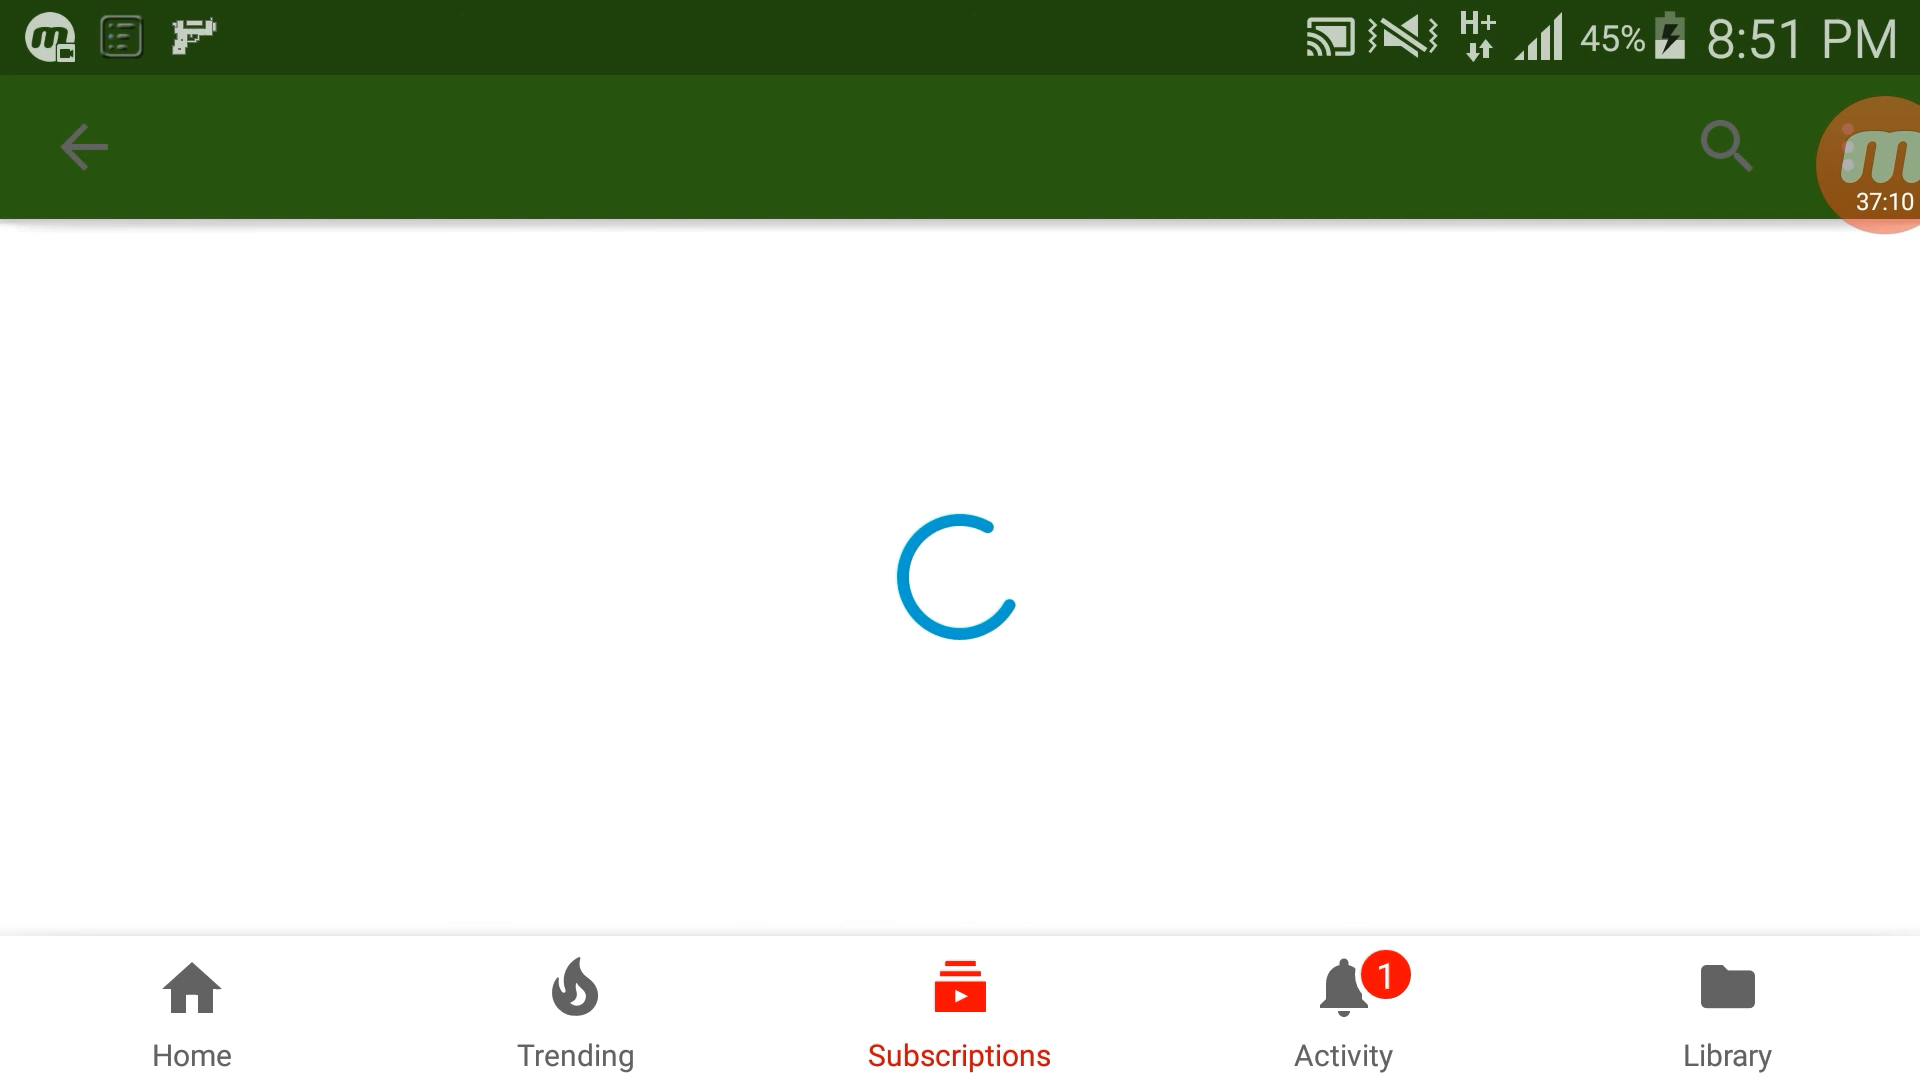 m
H+
45%
8:51 PM
m
37:10
1
Home
Trending
Subscriptions
Activity
Library